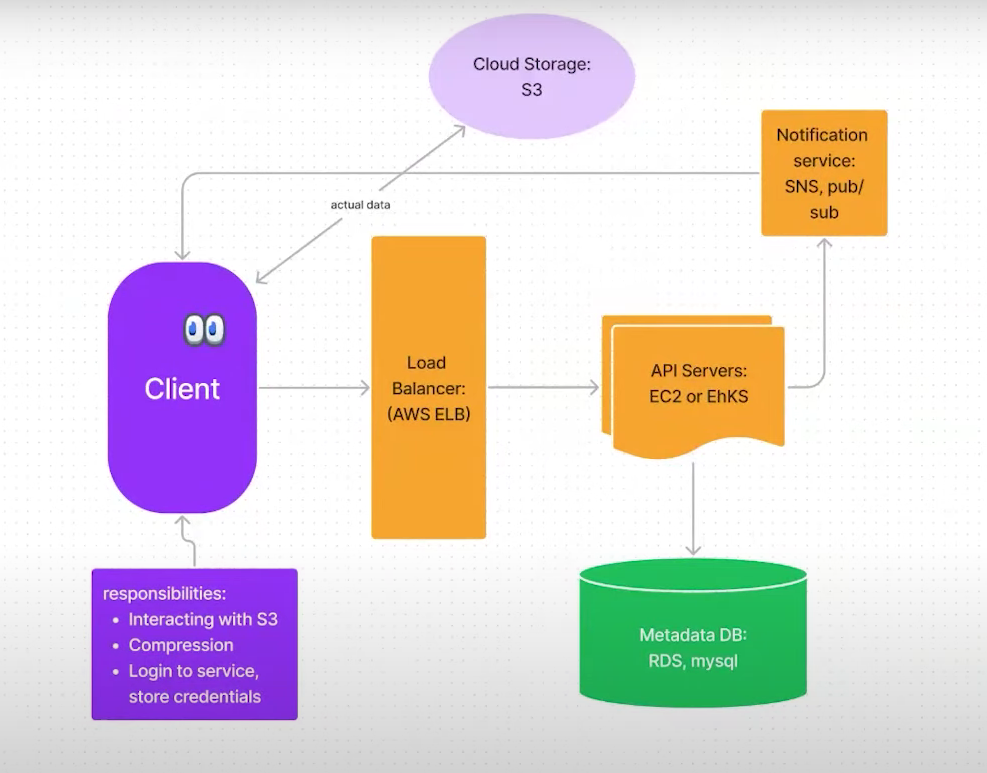 Cloud Storage:
S3
Notification
service:
SNS, pub/
sub
actual data
Client
Load
Balancer:
(AWS ELB)
API Servers:
EC2 or EhKS
responsibilities:
• Interacting with S3
• Compression
• Login to service,
store credentials
Metadata DB:
RDS, mysql